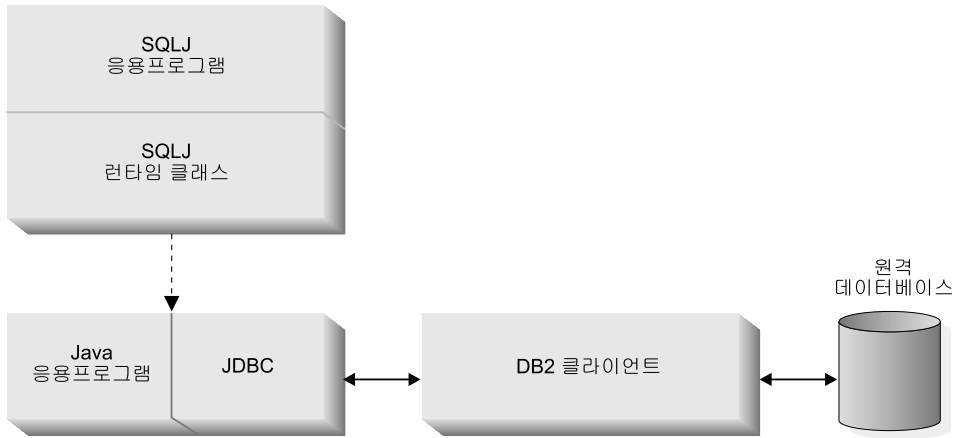 SQLJ
응용프로그램
SQLJ
런타임 클래스
원격
데이터베이스
Java
응용프로그램
JDBC
DB2 클라이언트